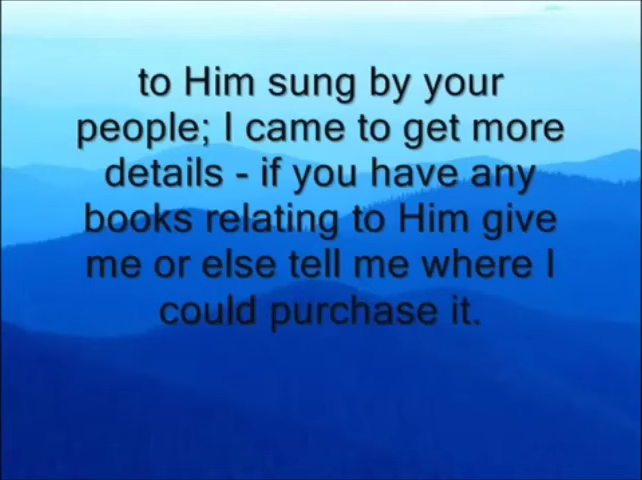 to Him sung by your
people; I came to get more
details - if you have any
books relating to Him give
me or else tell me where I
could purchase it.